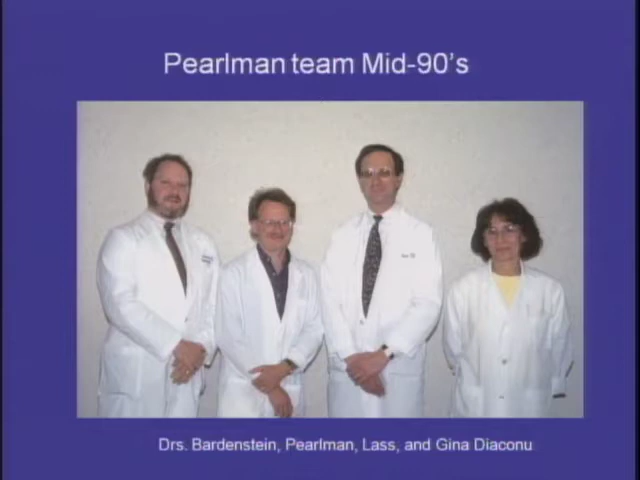 Pearlman team Mid-90's
Drs. Bardenstein, Pearlman, Lass, and Gina Diaconu